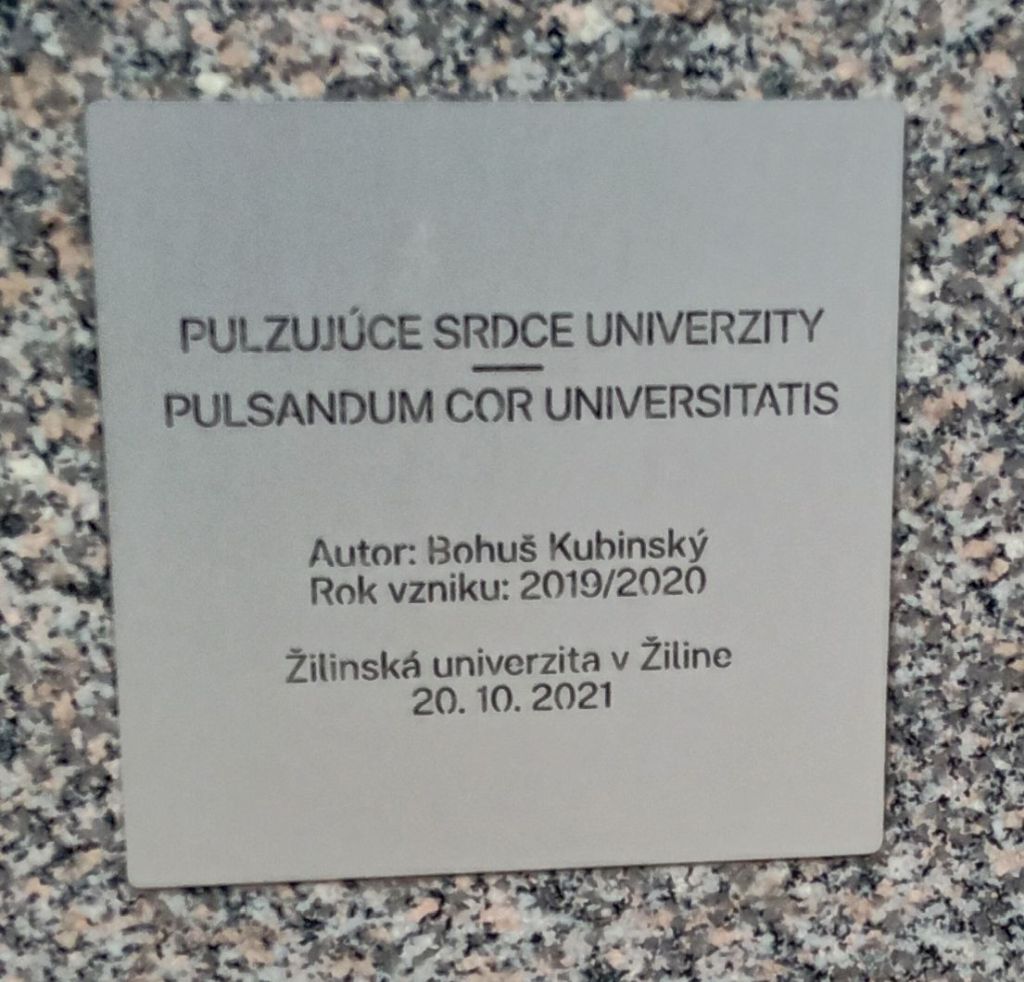 PULZUJÚCE SRDCE UNIVERZITY
PULSANDUM COR UNIVERSITATIS
Autor: Bohuš Kubinský
Rok vzniku: 2019/2020
Žilinská univerzita v Žiline
20. 10. 2021